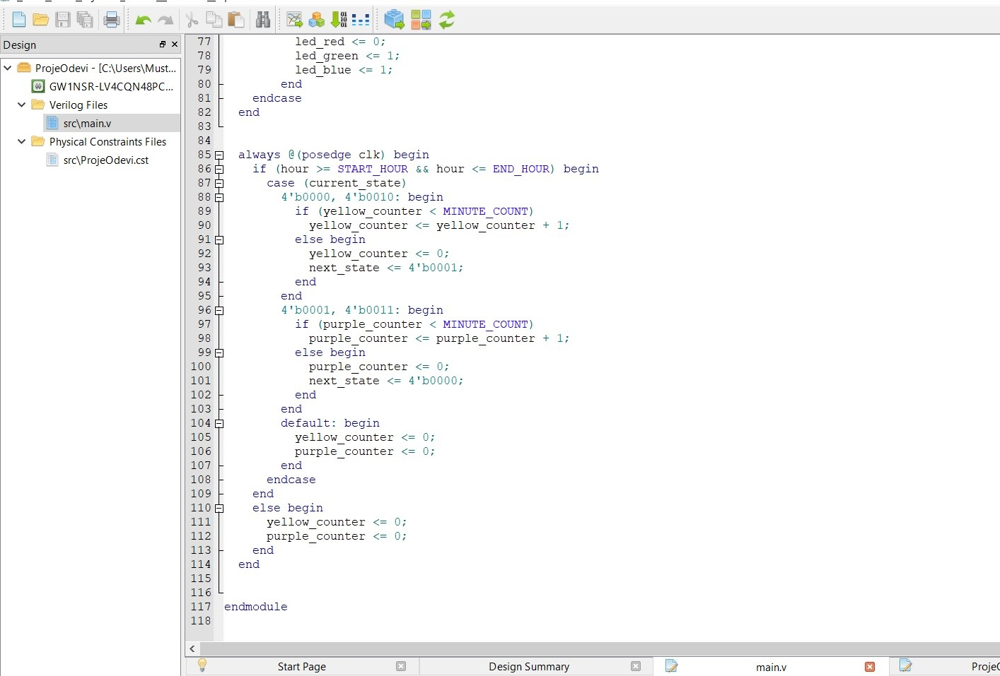 Design
ProjeOdevi - [C:\Users\Must...
GW1NSR-LV4CQN48PC...
Verilog Files
src\main.v
Physical Constraints Files
src\ProjeOdevi.cst
77 led_red <= 0;
78 led_green <= 1;
79 led_blue <= 1;
80 end
81 endcase
82 end
83
84
85 always @(posedge clk) begin
86 if (hour >= START_HOUR && hour <= END_HOUR) begin
87 case (current_state)
88 4'b0000, 4'b0010: begin
89 if (yellow_counter < MINUTE_COUNT)
90 yellow_counter <= yellow_counter + 1;
91 else begin
92 yellow_counter <= 0;
93 next_state <= 4'b0001;
94 end
95 end
96 4'b0001, 4'b0011: begin
97 if (purple_counter < MINUTE_COUNT)
98 purple_counter <= purple_counter + 1;
99 else begin
100 purple_counter <= 0;
101 next_state <= 4'b0000;
102 end
103 end
104 default: begin
105 yellow_counter <= 0;
106 purple_counter <= 0;
107 end
108 endcase
109 end
110 else begin
111 yellow_counter <= 0;
112 purple_counter <= 0;
113 end
114 end
115
116
117 endmodule
118
Start Page
Design Summary
main.v